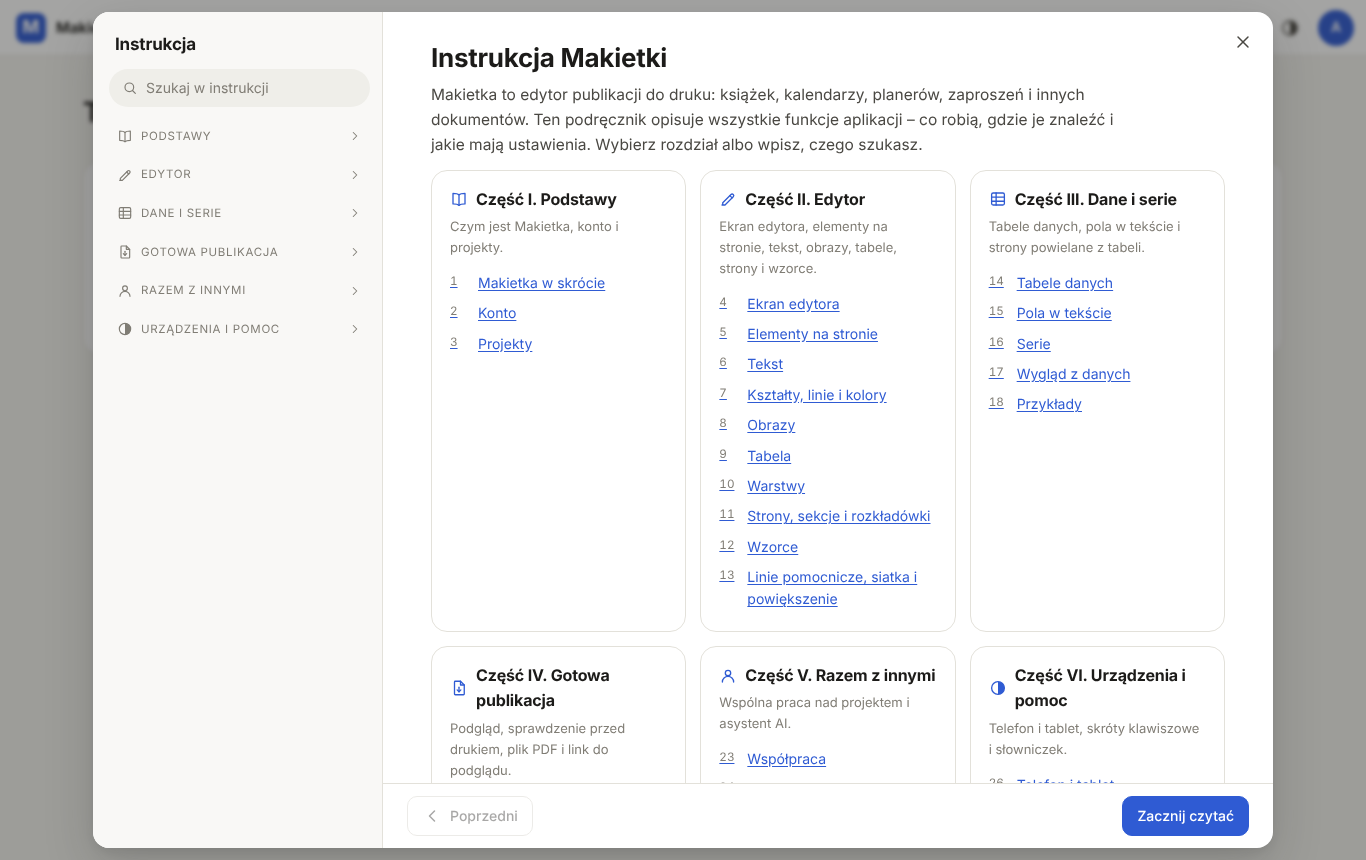 M
A
Instrukcja
Szukaj w instrukcji
PODSTAWY
EDYTOR
DANE I SERIE
GOTOWA PUBLIKACJA
RAZEM Z INNYMI
URZĄDZENIA I POMOC
Instrukcja Makietki
Makietka to edytor publikacji do druku: książek, kalendarzy, planerów, zaproszeń i innych
dokumentów. Ten podręcznik opisuje wszystkie funkcje aplikacji – co robią, gdzie je znaleźć i
jakie mają ustawienia. Wybierz rozdział albo wpisz, czego szukasz.
Część I. Podstawy
Czym jest Makietka, konto i
projekty.
1 Makietka w skrócie
2 Konto
3 Projekty
Część II. Edytor
Ekran edytora, elementy na
stronie, tekst, obrazy, tabele,
strony i wzorce.
4 Ekran edytora
5 Elementy na stronie
6 Tekst
7 Kształty, linie i kolory
8 Obrazy
9 Tabela
10 Warstwy
11 Strony, sekcje i rozkładówki
12 Wzorce
13 Linie pomocnicze, siatka i
powiększenie
Część III. Dane i serie
Tabele danych, pola w tekście i
strony powielane z tabeli.
14 Tabele danych
15 Pola w tekście
16 Serie
17 Wygląd z danych
18 Przykłady
Część IV. Gotowa
publikacja
Podgląd, sprawdzenie przed
drukiem, plik PDF i link do
podglądu.
Część V. Razem z innymi
Wspólna praca nad projektem i
asystent AI.
23 Współpraca
Część VI. Urządzenia i
pomoc
Telefon i tablet, skróty klawiszowe
i słowniczek.
26 Telefon i tablet
Poprzedni
Zacznij czytać